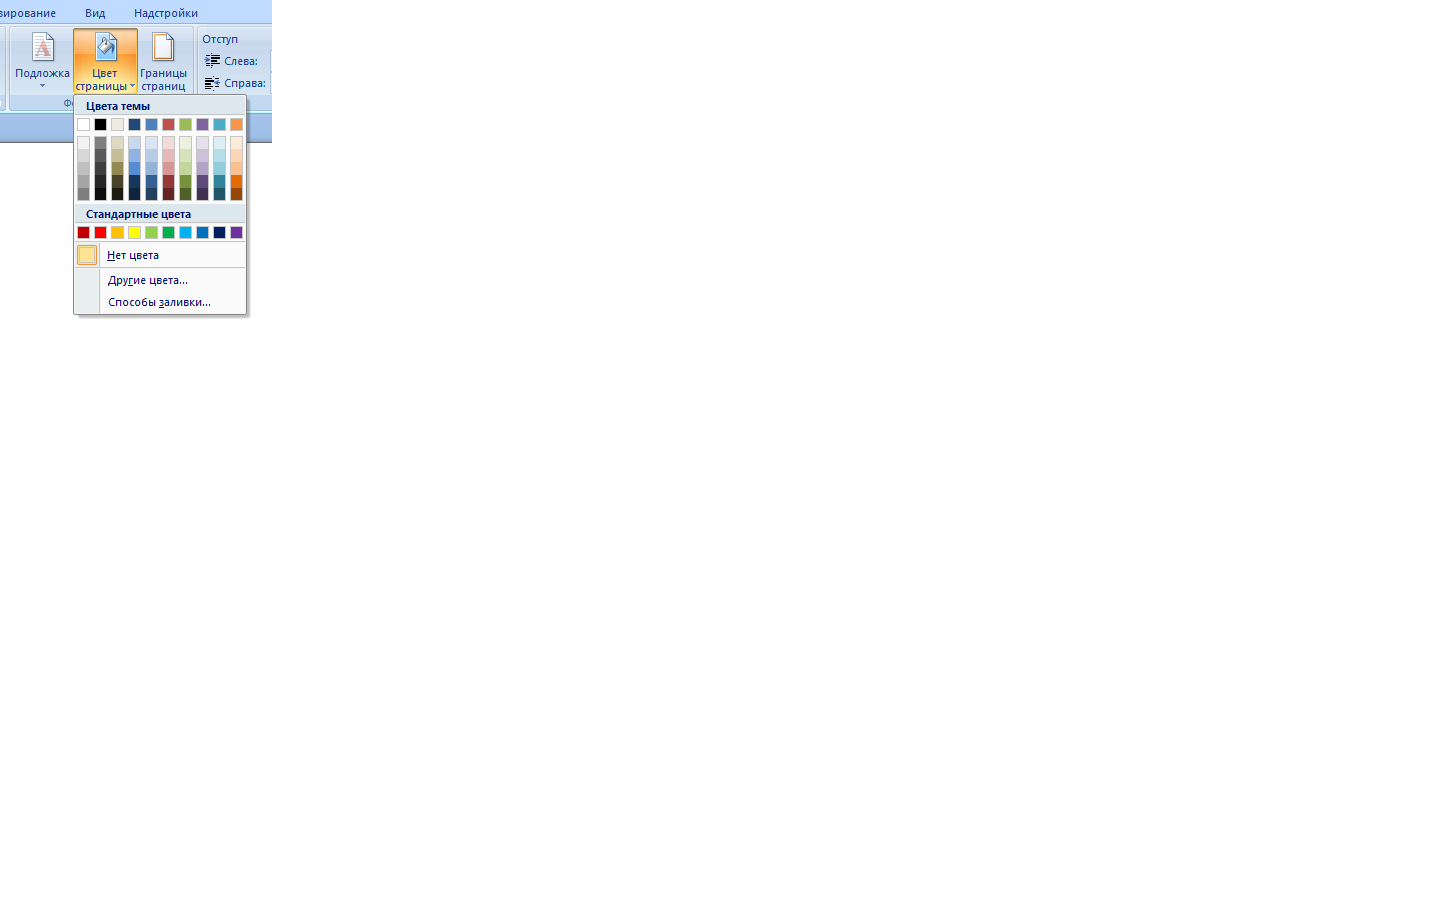 Вид Надстройки
Отступ
Слева:
Справа:
Подложка
Цвет
страницы
Границы
страниц
Цвета темы
Стандартные цвета
Нет цвета
Другие цвета...
Способы заливки...